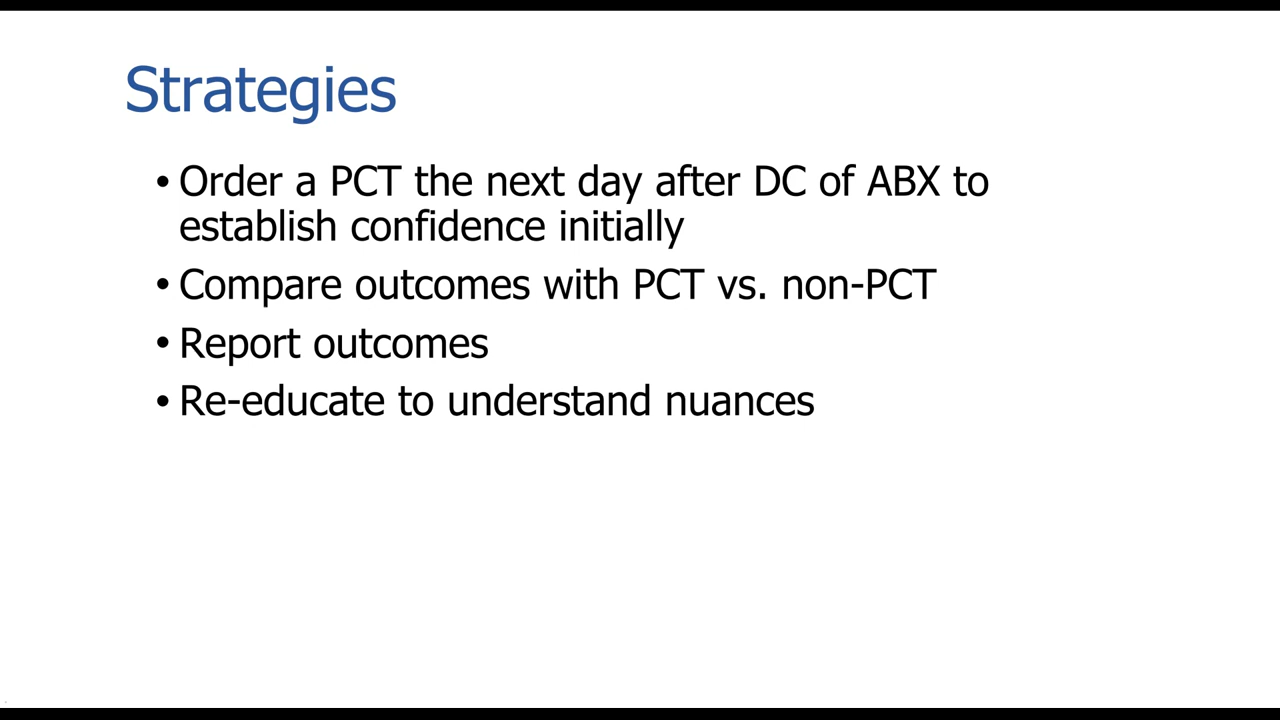 Strategies
• Order a PCT the next day after DC of ABX to
establish confidence initially
• Compare outcomes with PCT vs. non-PCT
• Report outcomes
• Re-educate to understand nuances